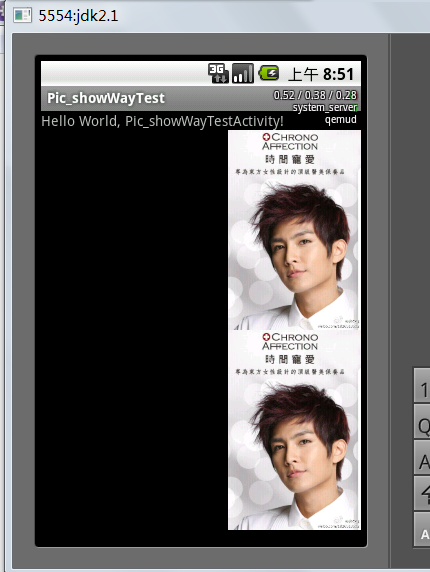 5554:jdk2.1
3G
上午 8:51
Pic_showWayTest
0.52 / 0.38 / 0.28
system_server
qemud
Hello World, Pic_showWayTestActivity!
CHRONO
AFFECTION
時間寵愛
專為東方女性設計的頂級醫美保養品
CHRONO
AFFECTION
時間寵愛
專為東方女性設計的頂級醫美保養品
1
Q
A